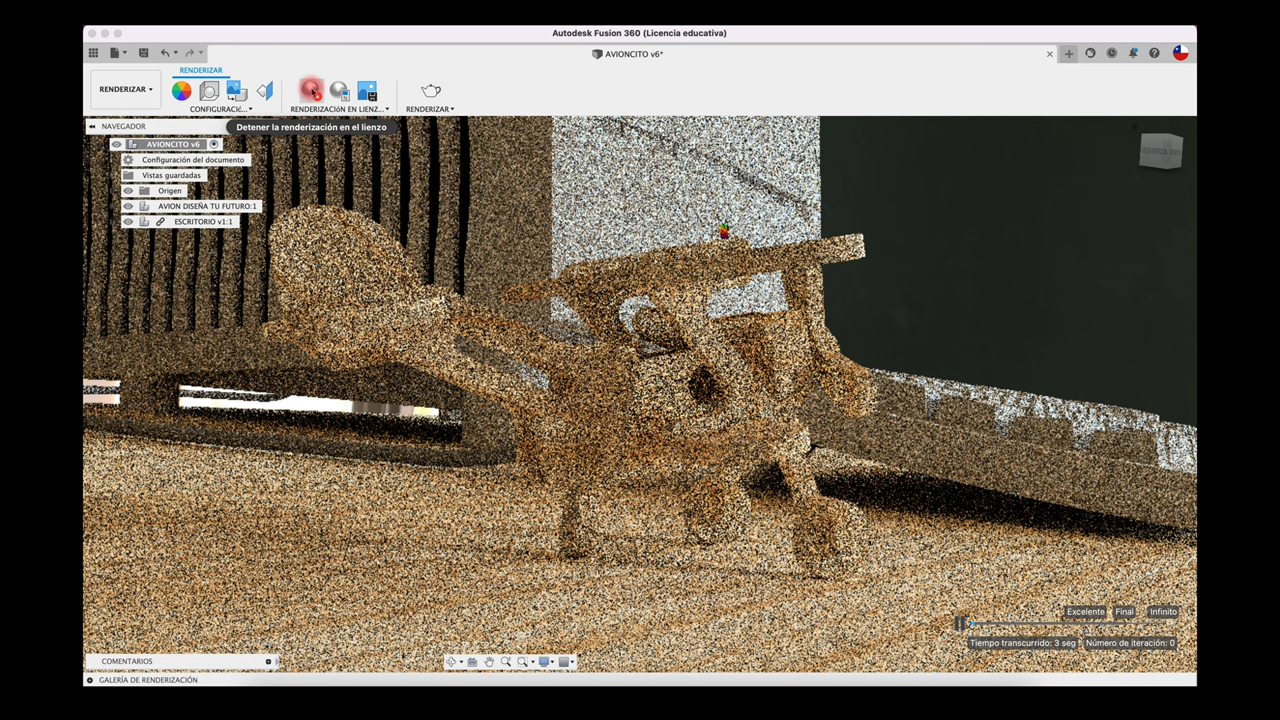 Autodesk Fusion 360 (Licencia educativa)
AVIONCITO v6*
RENDERIZAR
RENDERIZAR
CONFIGURACIÓ...
RENDERIZACIÓN EN LIENZ...
RENDERIZAR
NAVEGADOR
Detener la renderización en el lienzo
AVIONCITO v6
Configuración del documento
Vistas guardadas
Origen
AVION DISEÑA TU FUTURO:1
ESCRITORIO v1:1
IZQUIERDA
Excelente Final Infinito
Tiempo transcurrido: 3 seg Número de iteración: 0
COMENTARIOS
GALERÍA DE RENDERIZACIÓN